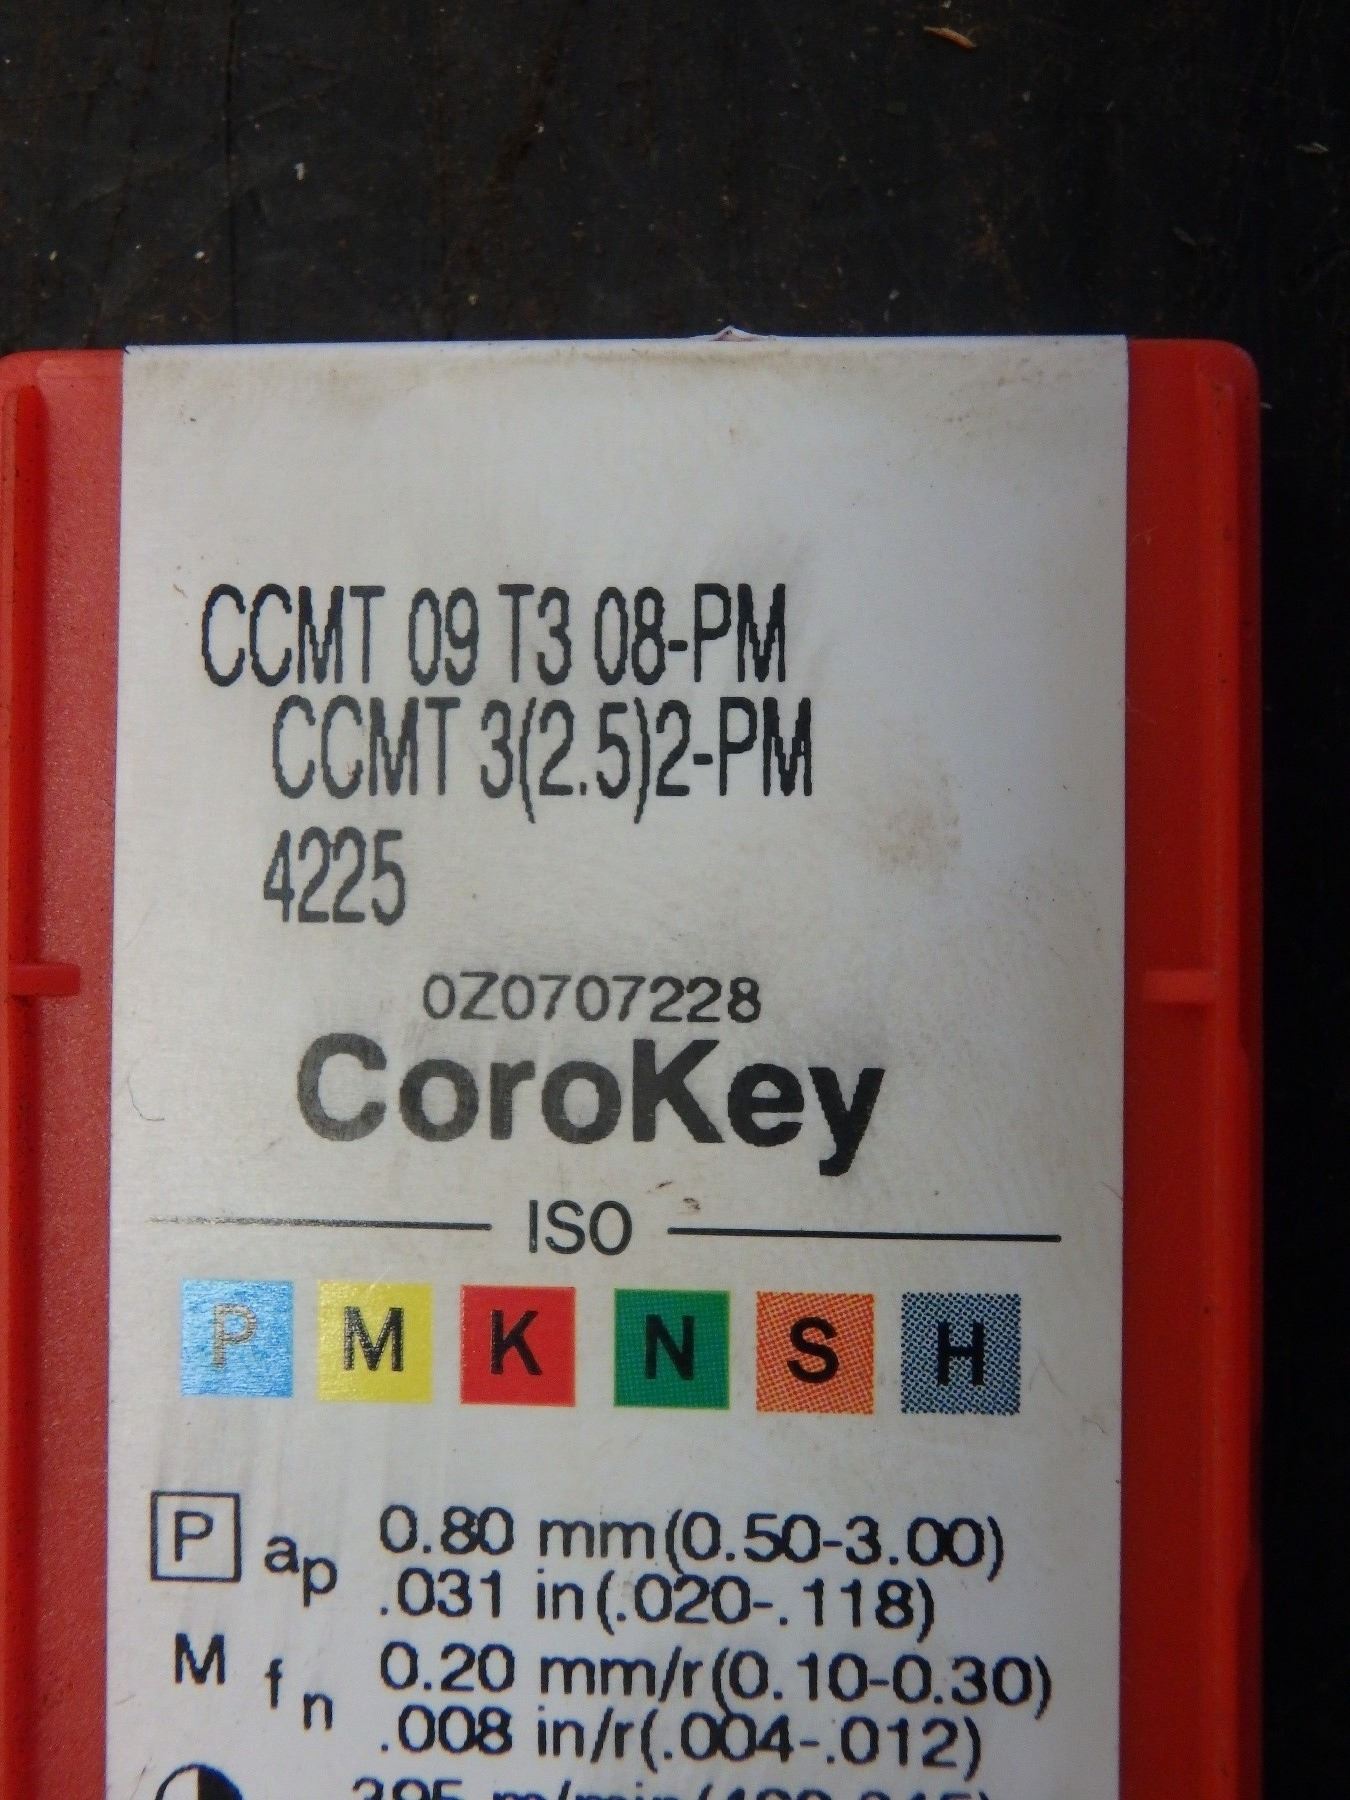 CCMT 09 T3 08-PM
CCMT 3(2.5)2-PM
4225
0Z0707228
CoroKey
ISO
P M K N S H
P ap 0.80 mm(0.50-3.00)
.031 in(.020-.118)
M fn 0.20 mm/r(0.10-0.30)
.008 in/r(.004-.012)